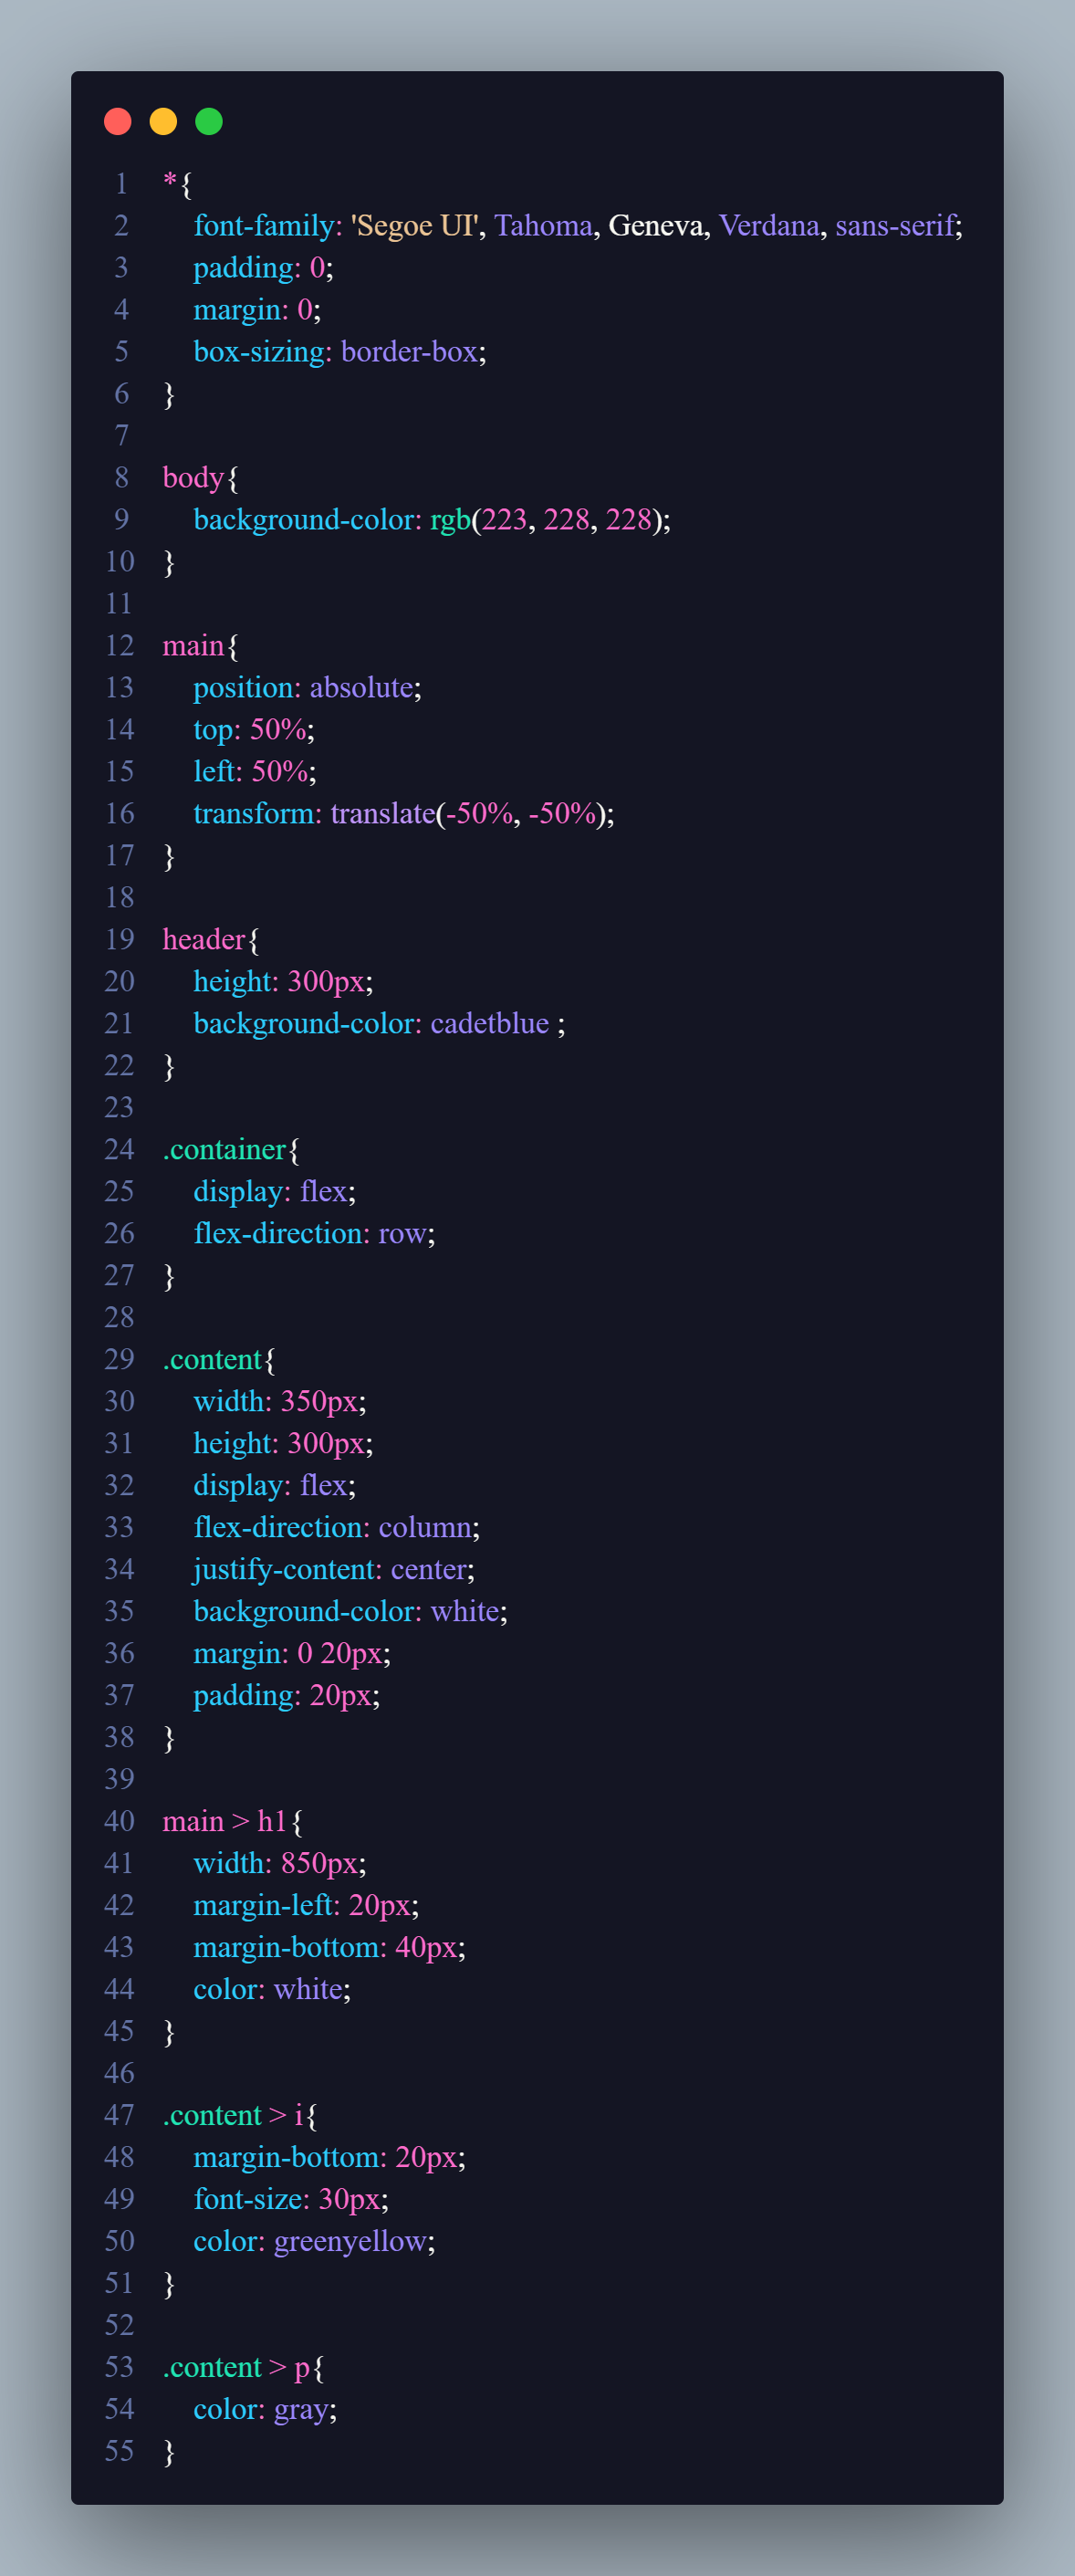 1 *{
2     font-family: 'Segoe UI', Tahoma, Geneva, Verdana, sans-serif;
3     padding: 0;
4     margin: 0;
5     box-sizing: border-box;
6 }
7
8 body{
9     background-color: rgb(223, 228, 228);
10 }
11
12 main{
13     position: absolute;
14     top: 50%;
15     left: 50%;
16     transform: translate(-50%, -50%);
17 }
18
19 header{
20     height: 300px;
21     background-color: cadetblue ;
22 }
23
24 .container{
25     display: flex;
26     flex-direction: row;
27 }
28
29 .content{
30     width: 350px;
31     height: 300px;
32     display: flex;
33     flex-direction: column;
34     justify-content: center;
35     background-color: white;
36     margin: 0 20px;
37     padding: 20px;
38 }
39
40 main > h1{
41     width: 850px;
42     margin-left: 20px;
43     margin-bottom: 40px;
44     color: white;
45 }
46
47 .content > i{
48     margin-bottom: 20px;
49     font-size: 30px;
50     color: greenyellow;
51 }
52
53 .content > p{
54     color: gray;
55 }